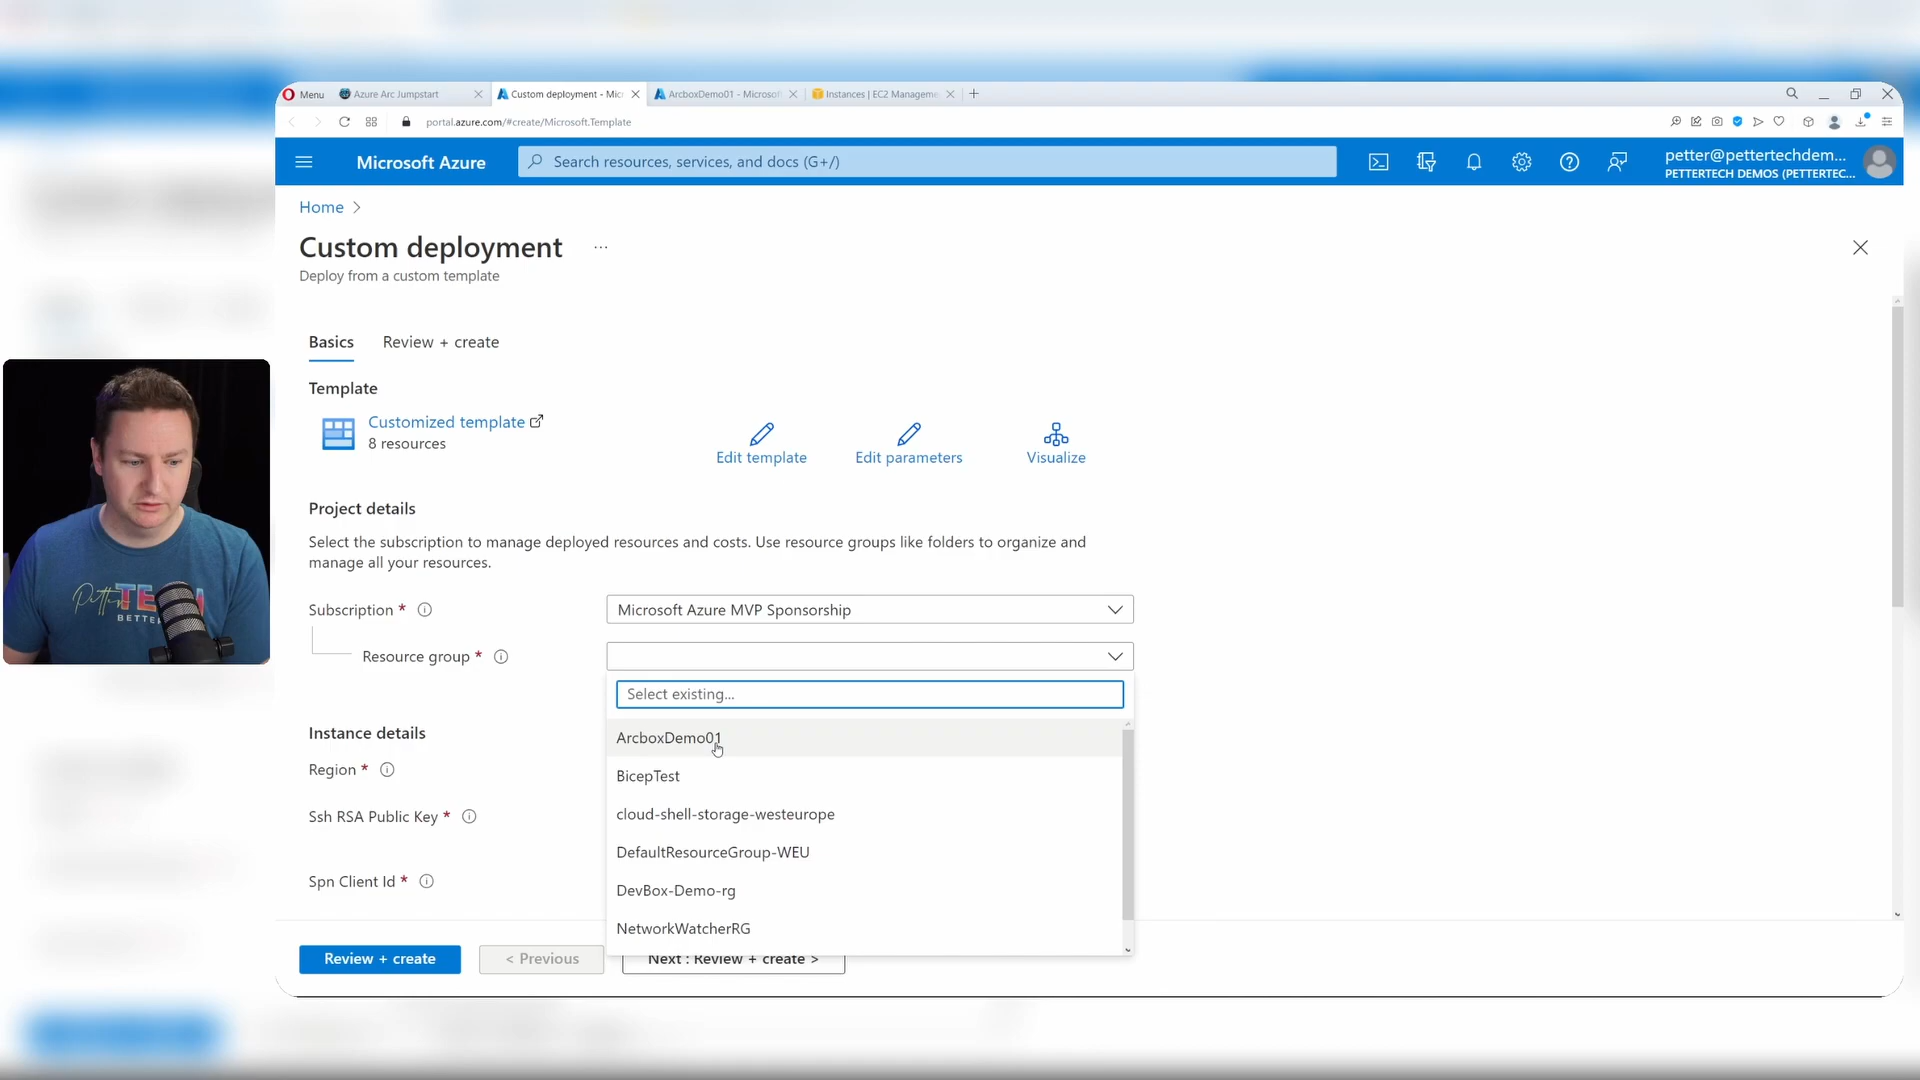 Menu
Azure Arc Jumpstart
Custom deployment - Mic
ArcboxDemo01 - Microsof
Instances | EC2 Manageme
portal.azure.com/#create/Microsoft.Template
Microsoft Azure
Search resources, services, and docs (G+/)
petter@pettertechdem...
PETTERTECH DEMOS (PETTERTEC...
Home
Custom deployment
...
Deploy from a custom template
Basics
Review + create
Template
Customized template
8 resources
Edit template
Edit parameters
Visualize
Project details
Select the subscription to manage deployed resources and costs. Use resource groups like folders to organize and
manage all your resources.
Subscription *
Microsoft Azure MVP Sponsorship
Resource group *
Select existing...
Instance details
ArcboxDemo01
Region *
BicepTest
Ssh RSA Public Key *
cloud-shell-storage-westeurope
DefaultResourceGroup-WEU
Spn Client Id *
DevBox-Demo-rg
NetworkWatcherRG
Review + create
< Previous
Next : Review + create >
Petter
TECH